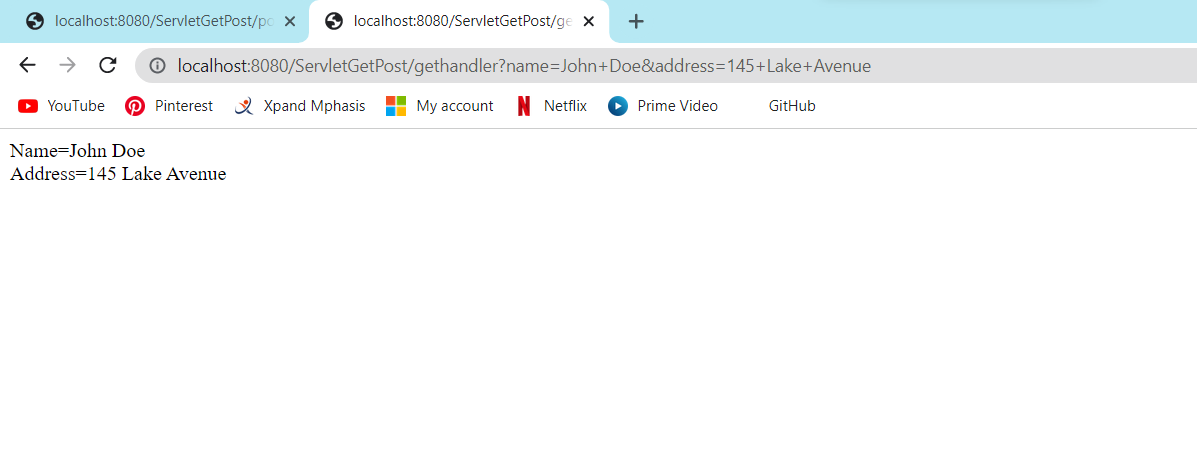 localhost:8080/ServletGetPost/po localhost:8080/ServletGetPost/ge
localhost:8080/ServletGetPost/gethandler?name=John+Doe&address=145+Lake+Avenue
YouTube Pinterest Xpand Mphasis My account Netflix Prime Video GitHub
Name=John Doe
Address=145 Lake Avenue